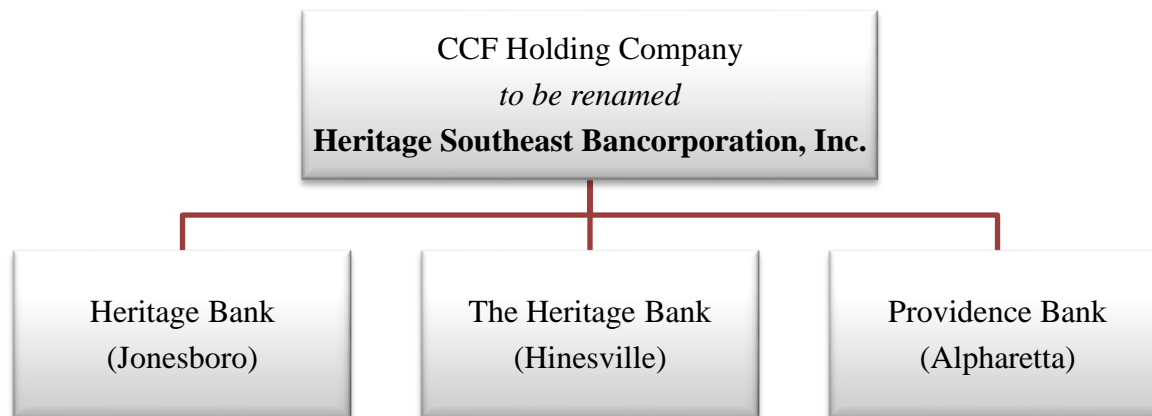 CCF Holding Company
to be renamed
Heritage Southeast Bancorporation, Inc.
Heritage Bank
(Jonesboro)
The Heritage Bank
(Hinesville)
Providence Bank
(Alpharetta)